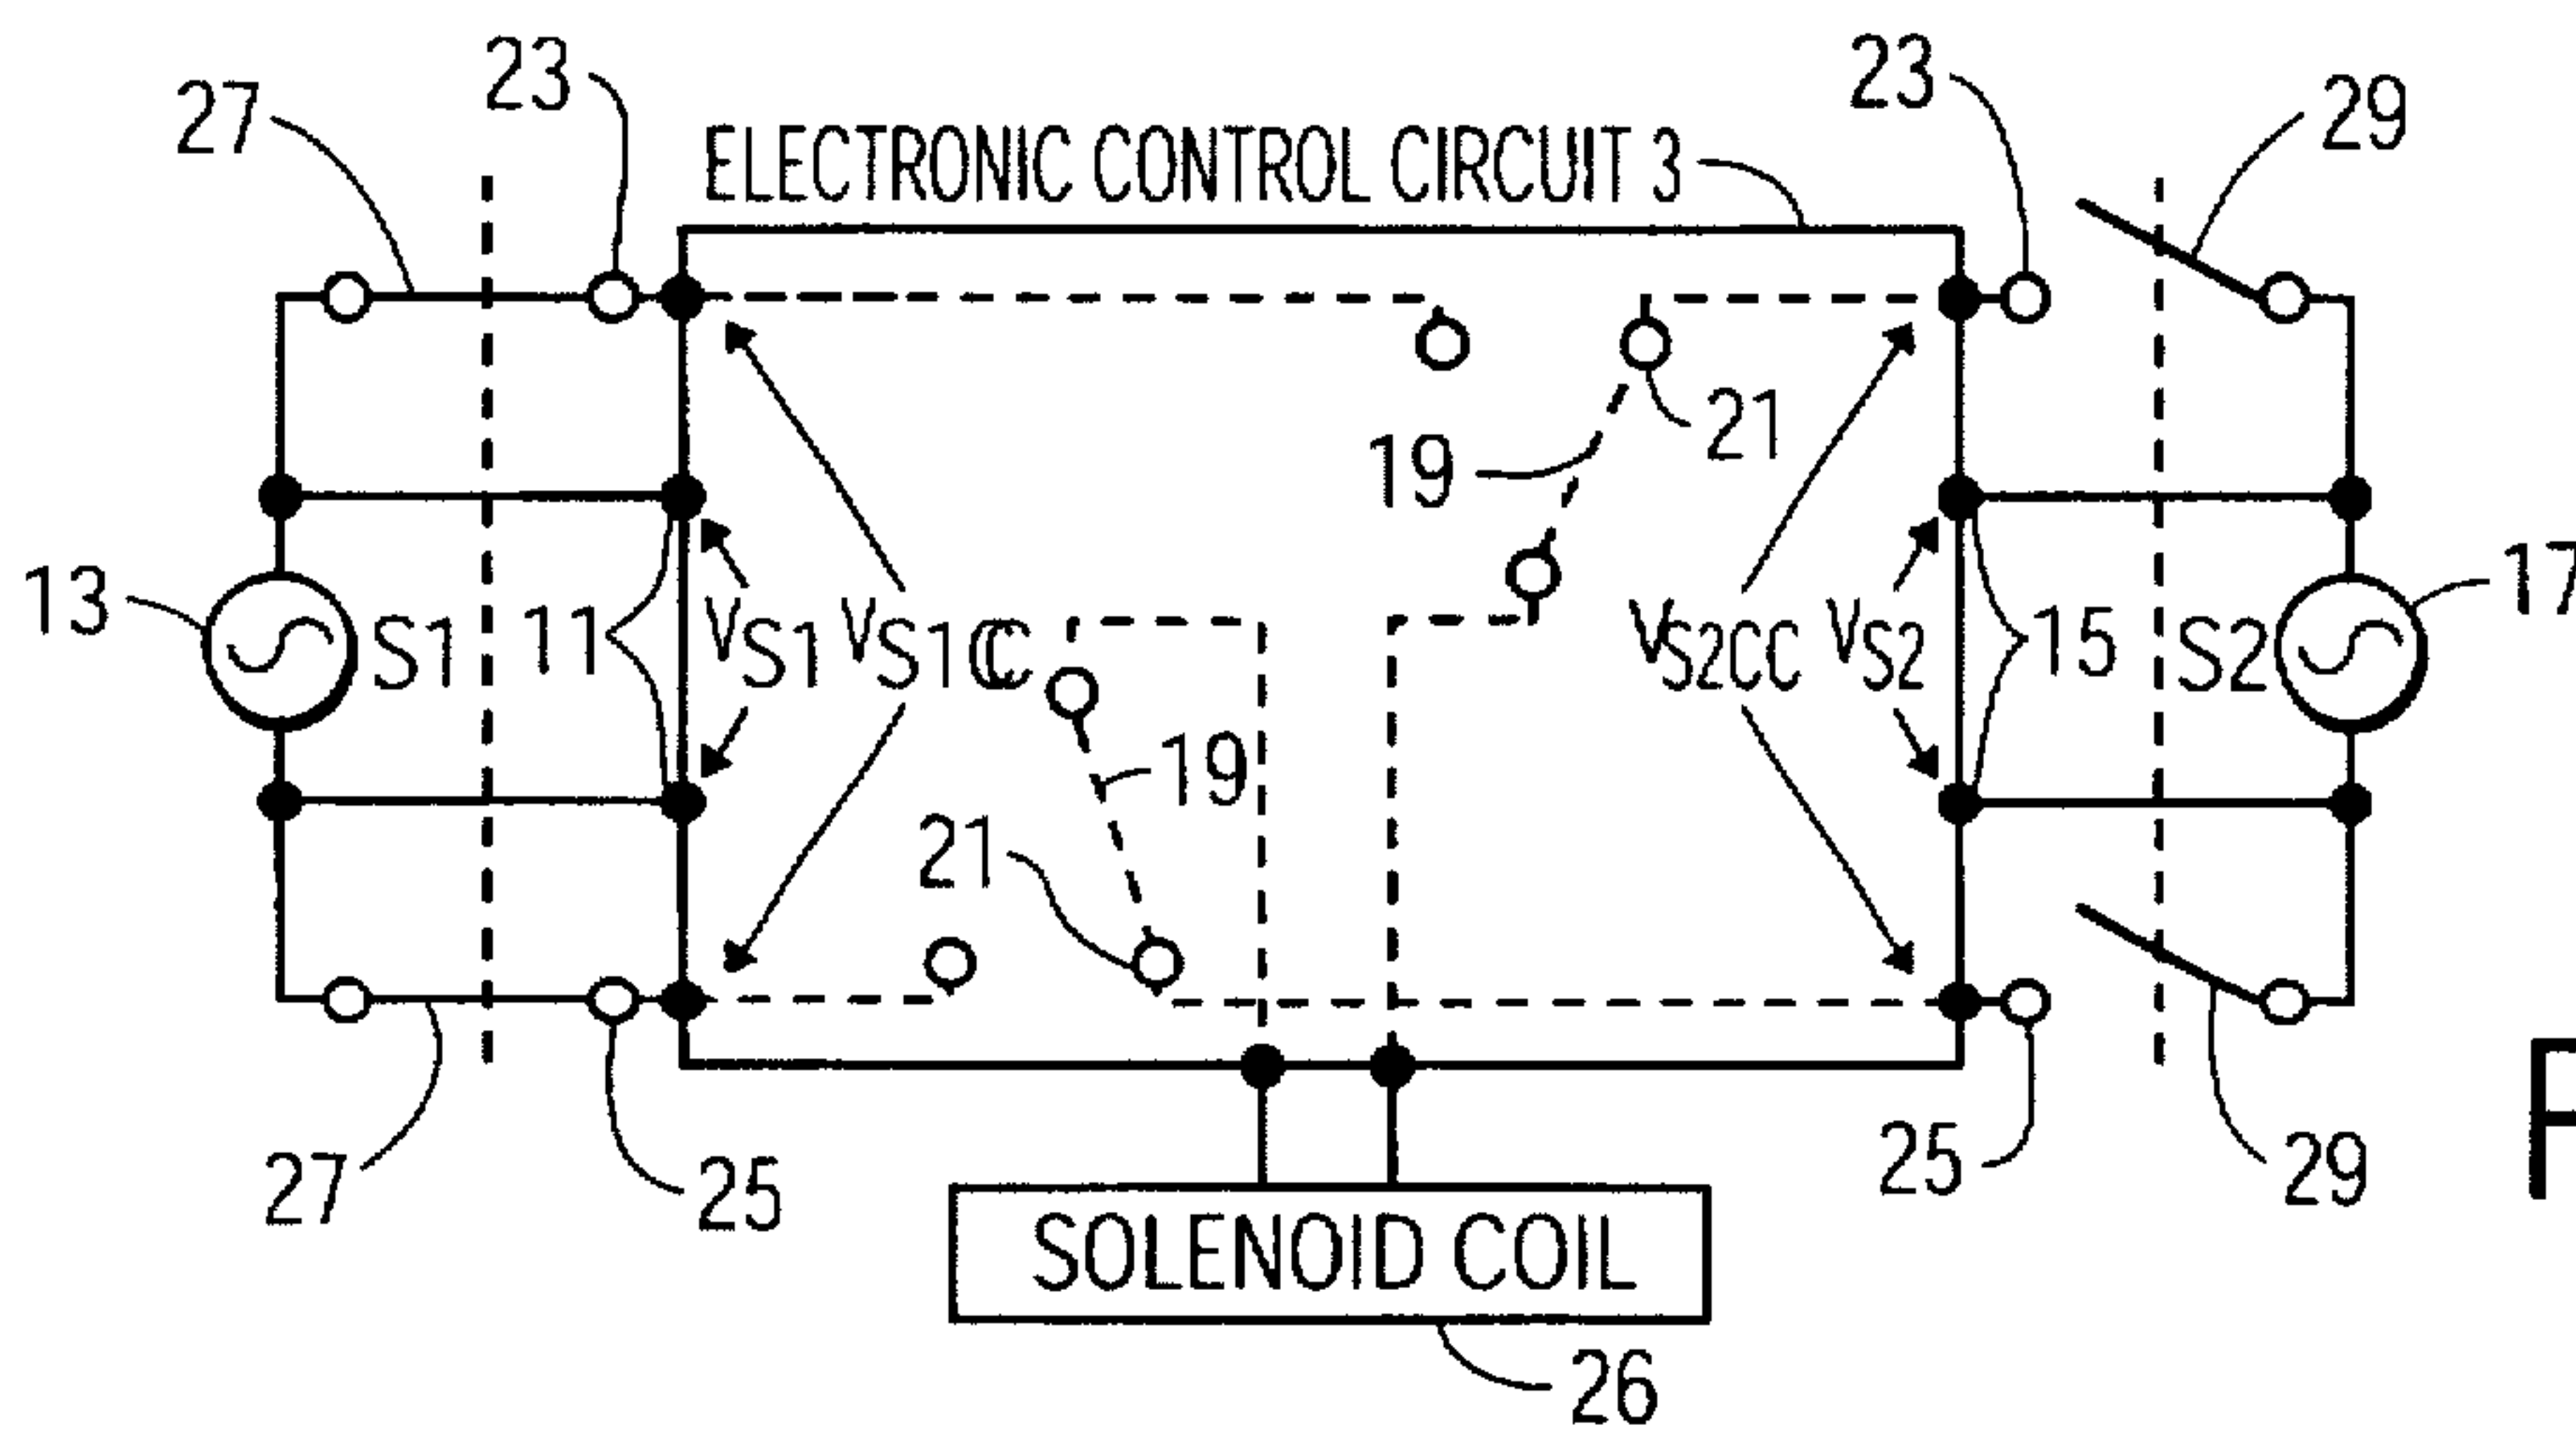 23
23
27
29
ELECTRONIC CONTROL CIRCUIT 3
21
19
13
S1
11
VS1
VS1CC
VS2CC
VS2
15
S2
17
19
21
27
25
25
29
SOLENOID COIL
26